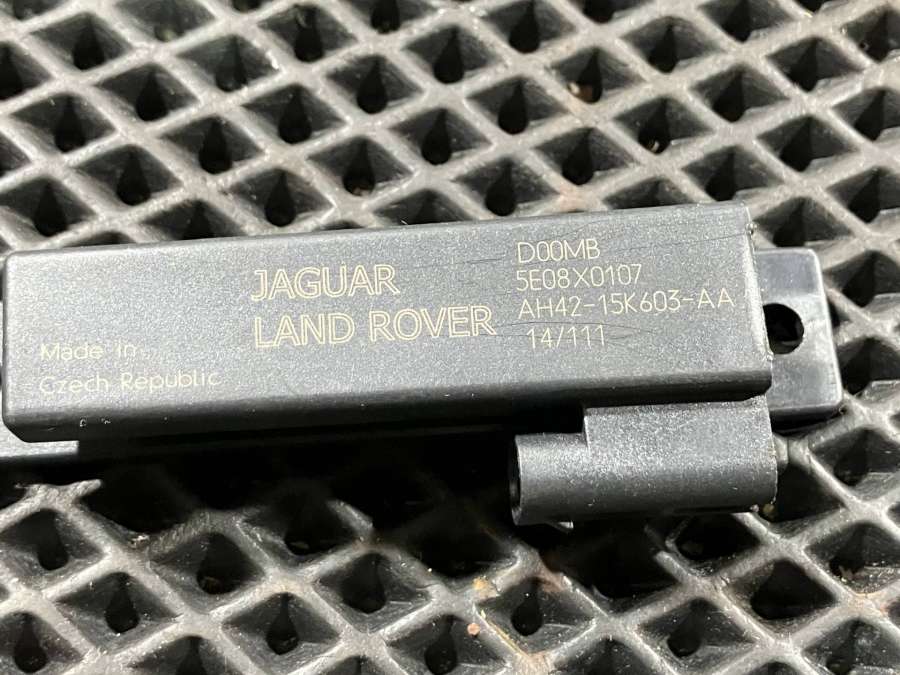 JAGUAR
LAND ROVER
Made In
Czech Republic
D00MB
5E08X0107
AH42-15K603-AA
14/111